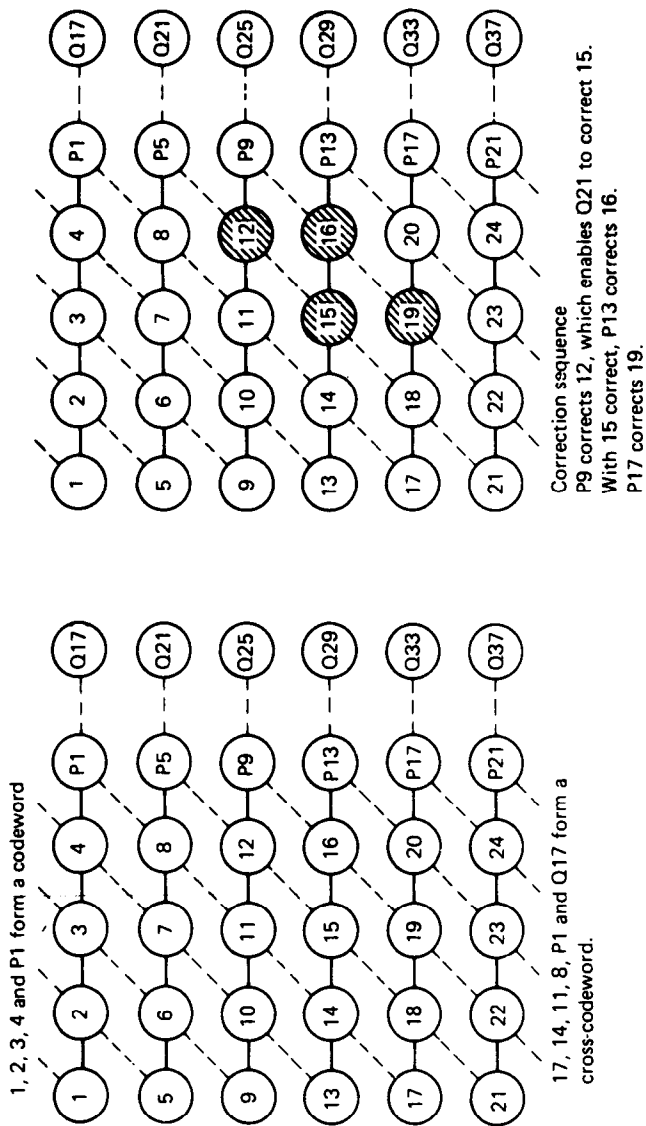 1, 2, 3, 4 and P1 form a codeword
1 2 3 4 P1 Q17
5 6 7 8 P5 Q21
9 10 11 12 P9 Q25
13 14 15 16 P13 Q29
17 18 19 20 P17 Q33
21 22 23 24 P21 Q37
17, 14, 11, 8, P1 and Q17 form a
cross-codeword.
1 2 3 4 P1 Q17
5 6 7 8 P5 Q21
9 10 11 12 P9 Q25
13 14 15 16 P13 Q29
17 18 19 20 P17 Q33
21 22 23 24 P21 Q37
Correction sequence
P9 corrects 12, which enables Q21 to correct 15.
With 15 correct, P13 corrects 16.
P17 corrects 19.